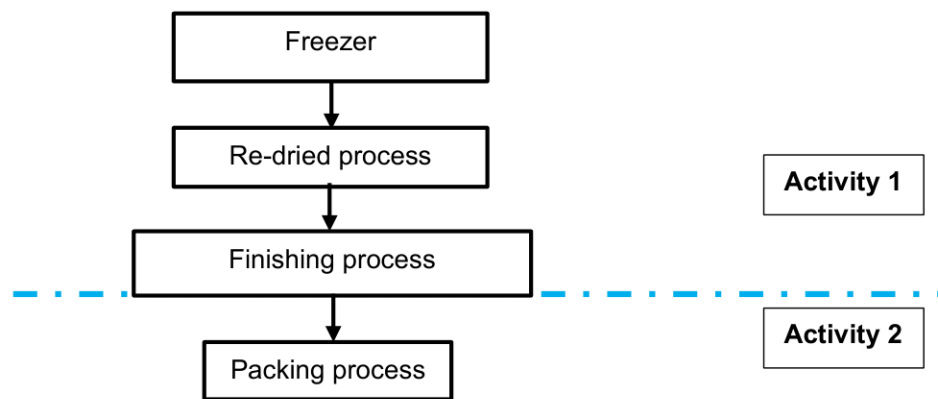 Freezer
Re-dried process
Activity 1
Finishing process
Activity 2
Packing process